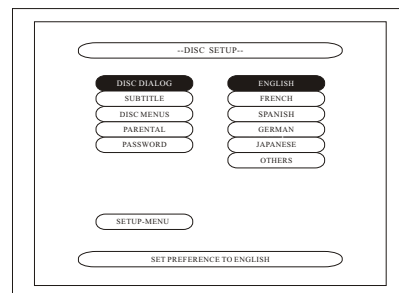 --DISC SETUP--
DISC DIALOG
SUBTITLE
DISC MENUS
PARENTAL
PASSWORD
ENGLISH
FRENCH
SPANISH
GERMAN
JAPANESE
OTHERS
SETUP-MENU
SET PREFERENCE TO ENGLISH